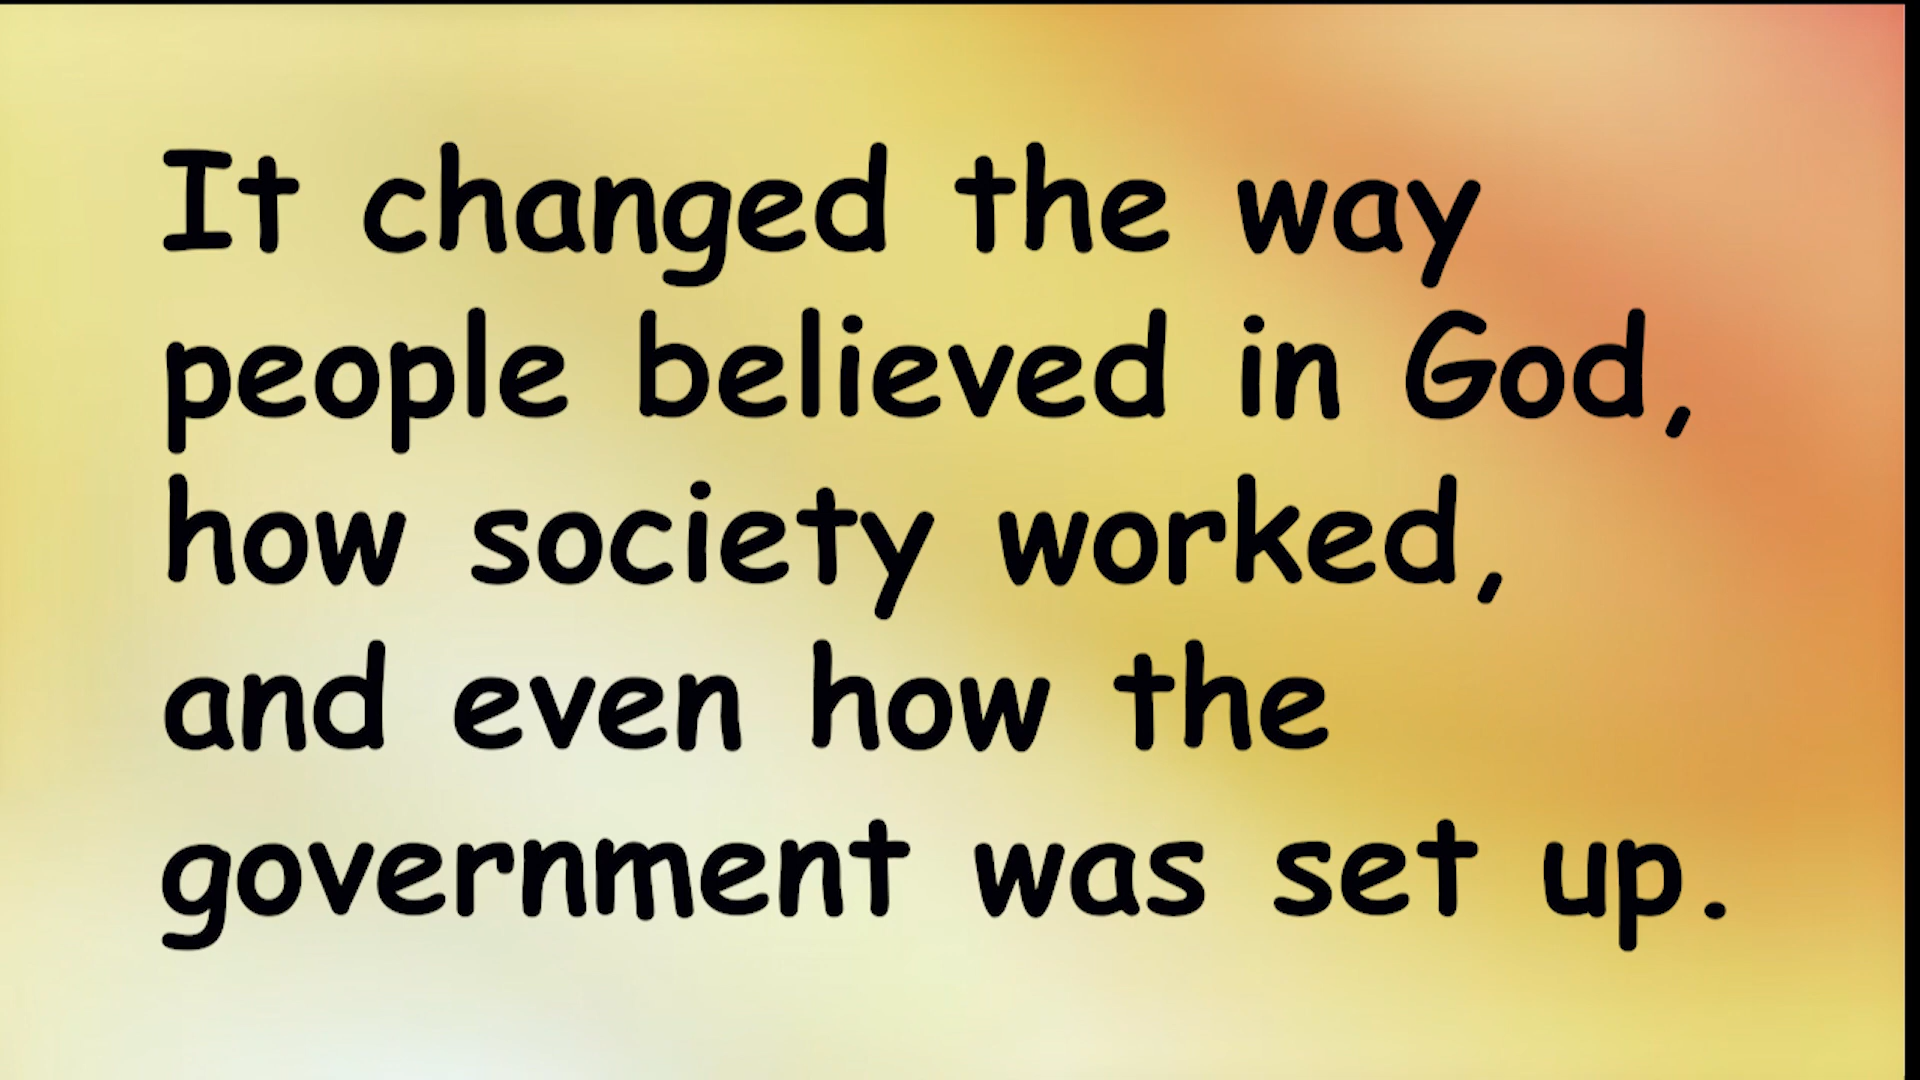 It changed the way
people believed in God,
how society worked,
and even how the
government was set up.